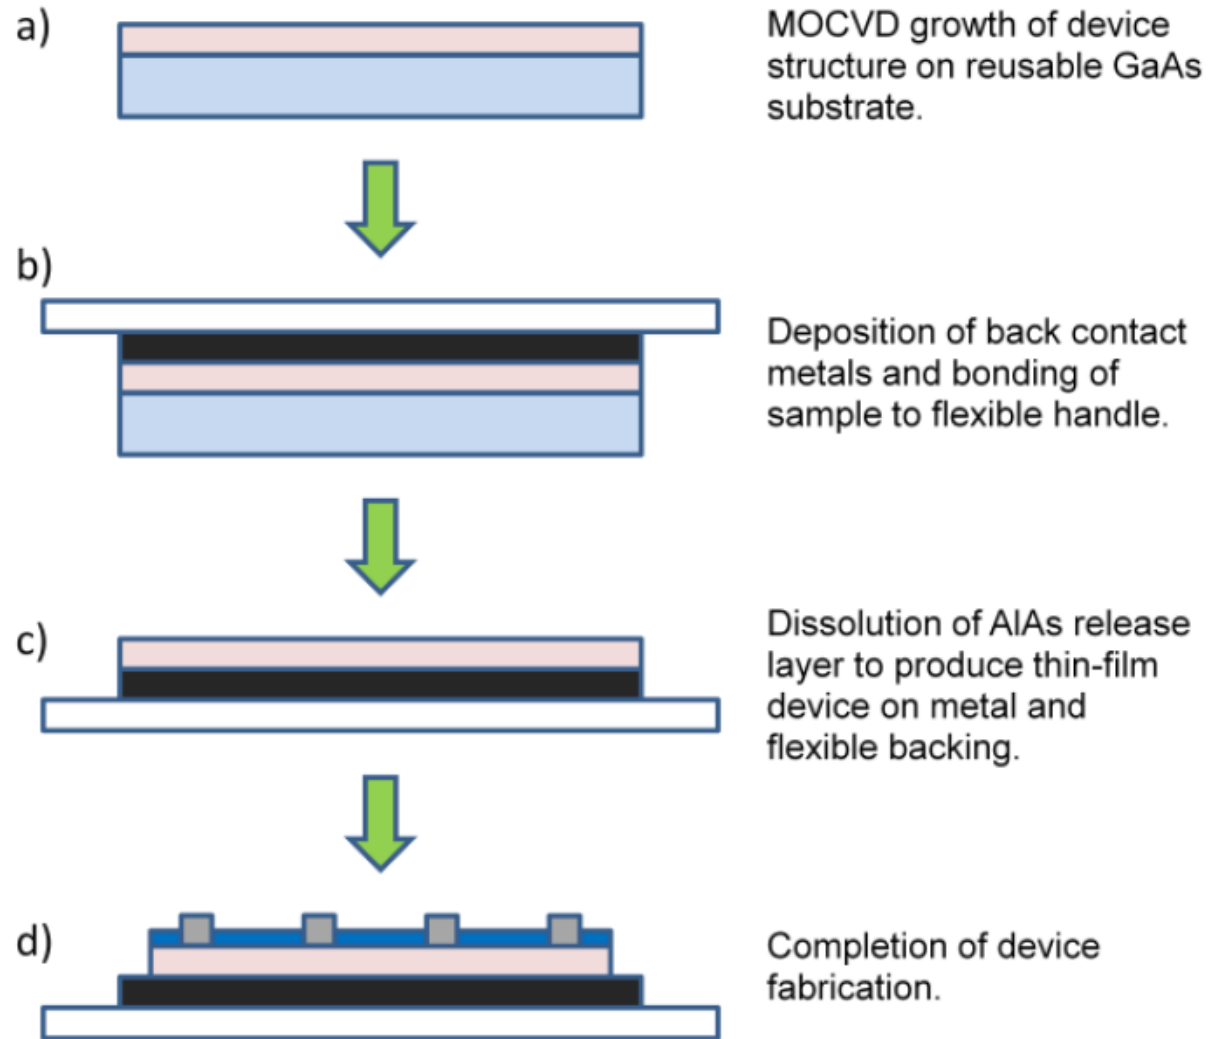 a)
MOCVD growth of device
structure on reusable GaAs
substrate.
b)
Deposition of back contact
metals and bonding of
sample to flexible handle.
c)
Dissolution of AlAs release
layer to produce thin-film
device on metal and
flexible backing.
d)
Completion of device
fabrication.